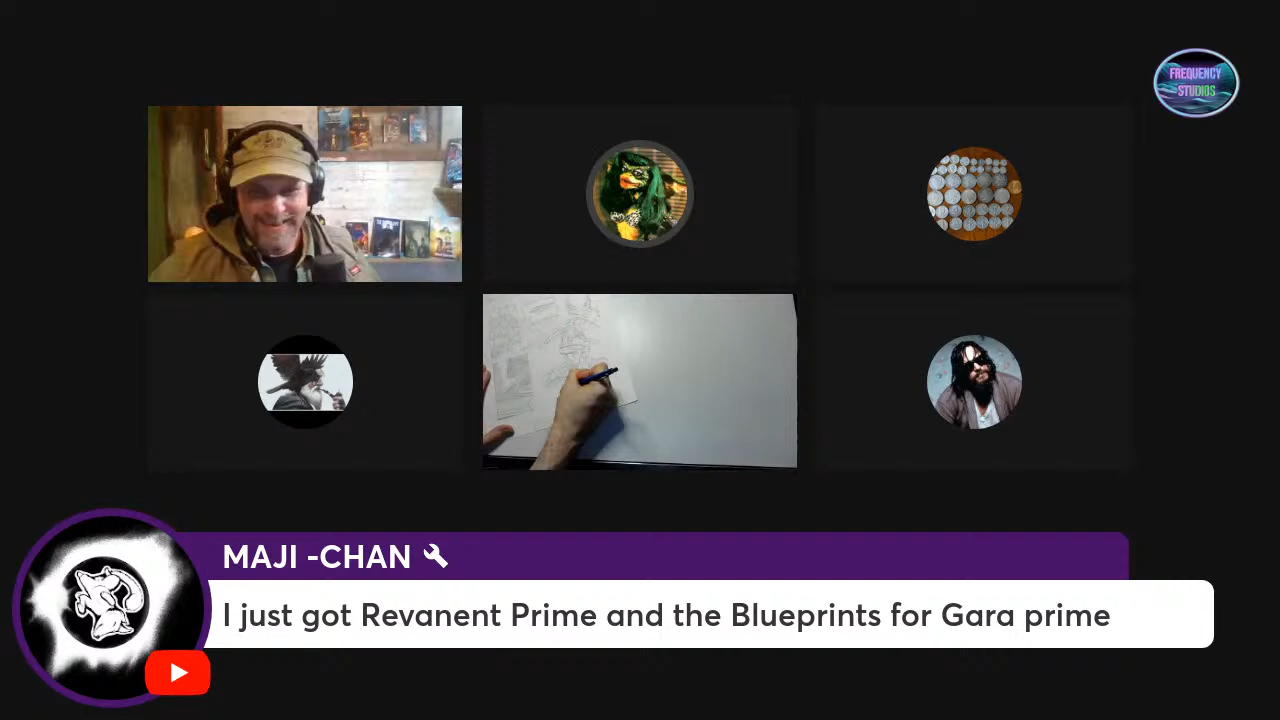 FREQUENCY
STUDIOS
MAJI -CHAN
I just got Revanent Prime and the Blueprints for Gara prime